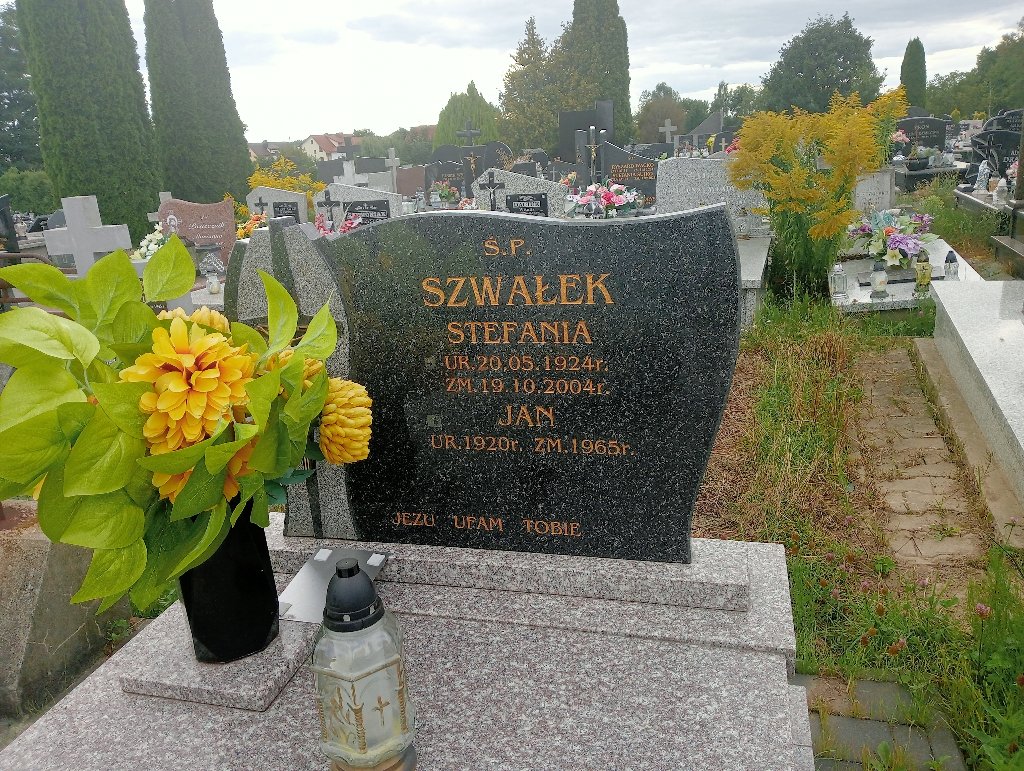 Ś.P.
SZWAŁEK
STEFANIA
UR.20.05.1924r.
ZM.19.10.2004r.
JAN
UR.1920r. ZM.1965r.
JEZU UFAM TOBIE